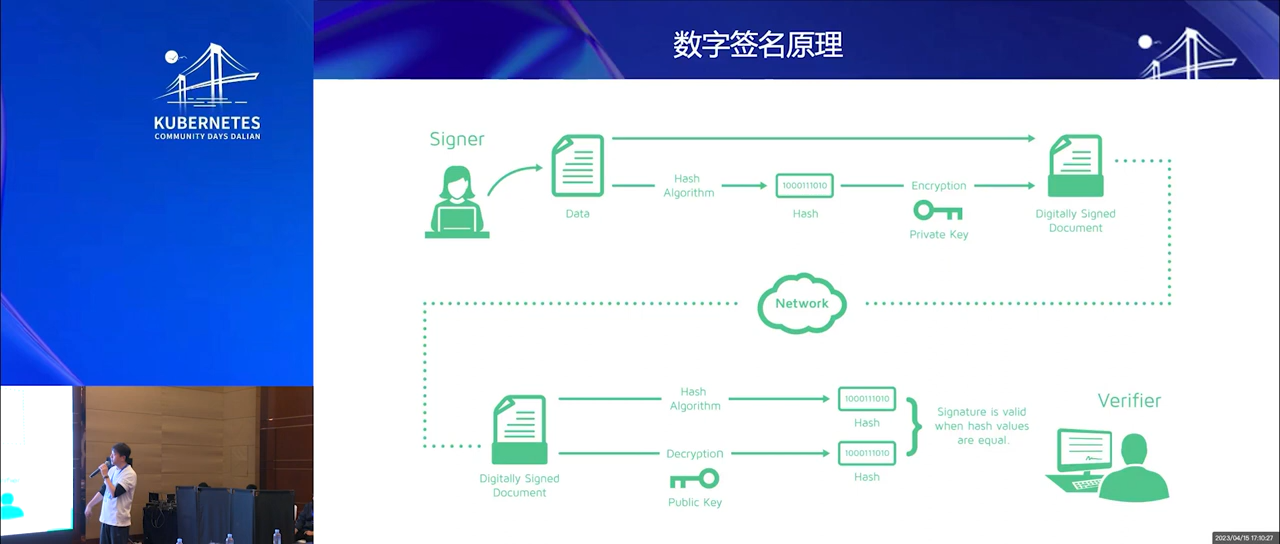 KUBERNETES
COMMUNITY DAYS DALIAN
数字签名原理
Signer
Data
Hash
Algorithm
1000111010
Hash
Encryption
Private Key
Digitally Signed
Document
Network
Digitally Signed
Document
Hash
Algorithm
1000111010
Hash
Decryption
Public Key
1000111010
Hash
Signature is valid
when hash values
are equal.
Verifier
2023/04/15 17:10:27